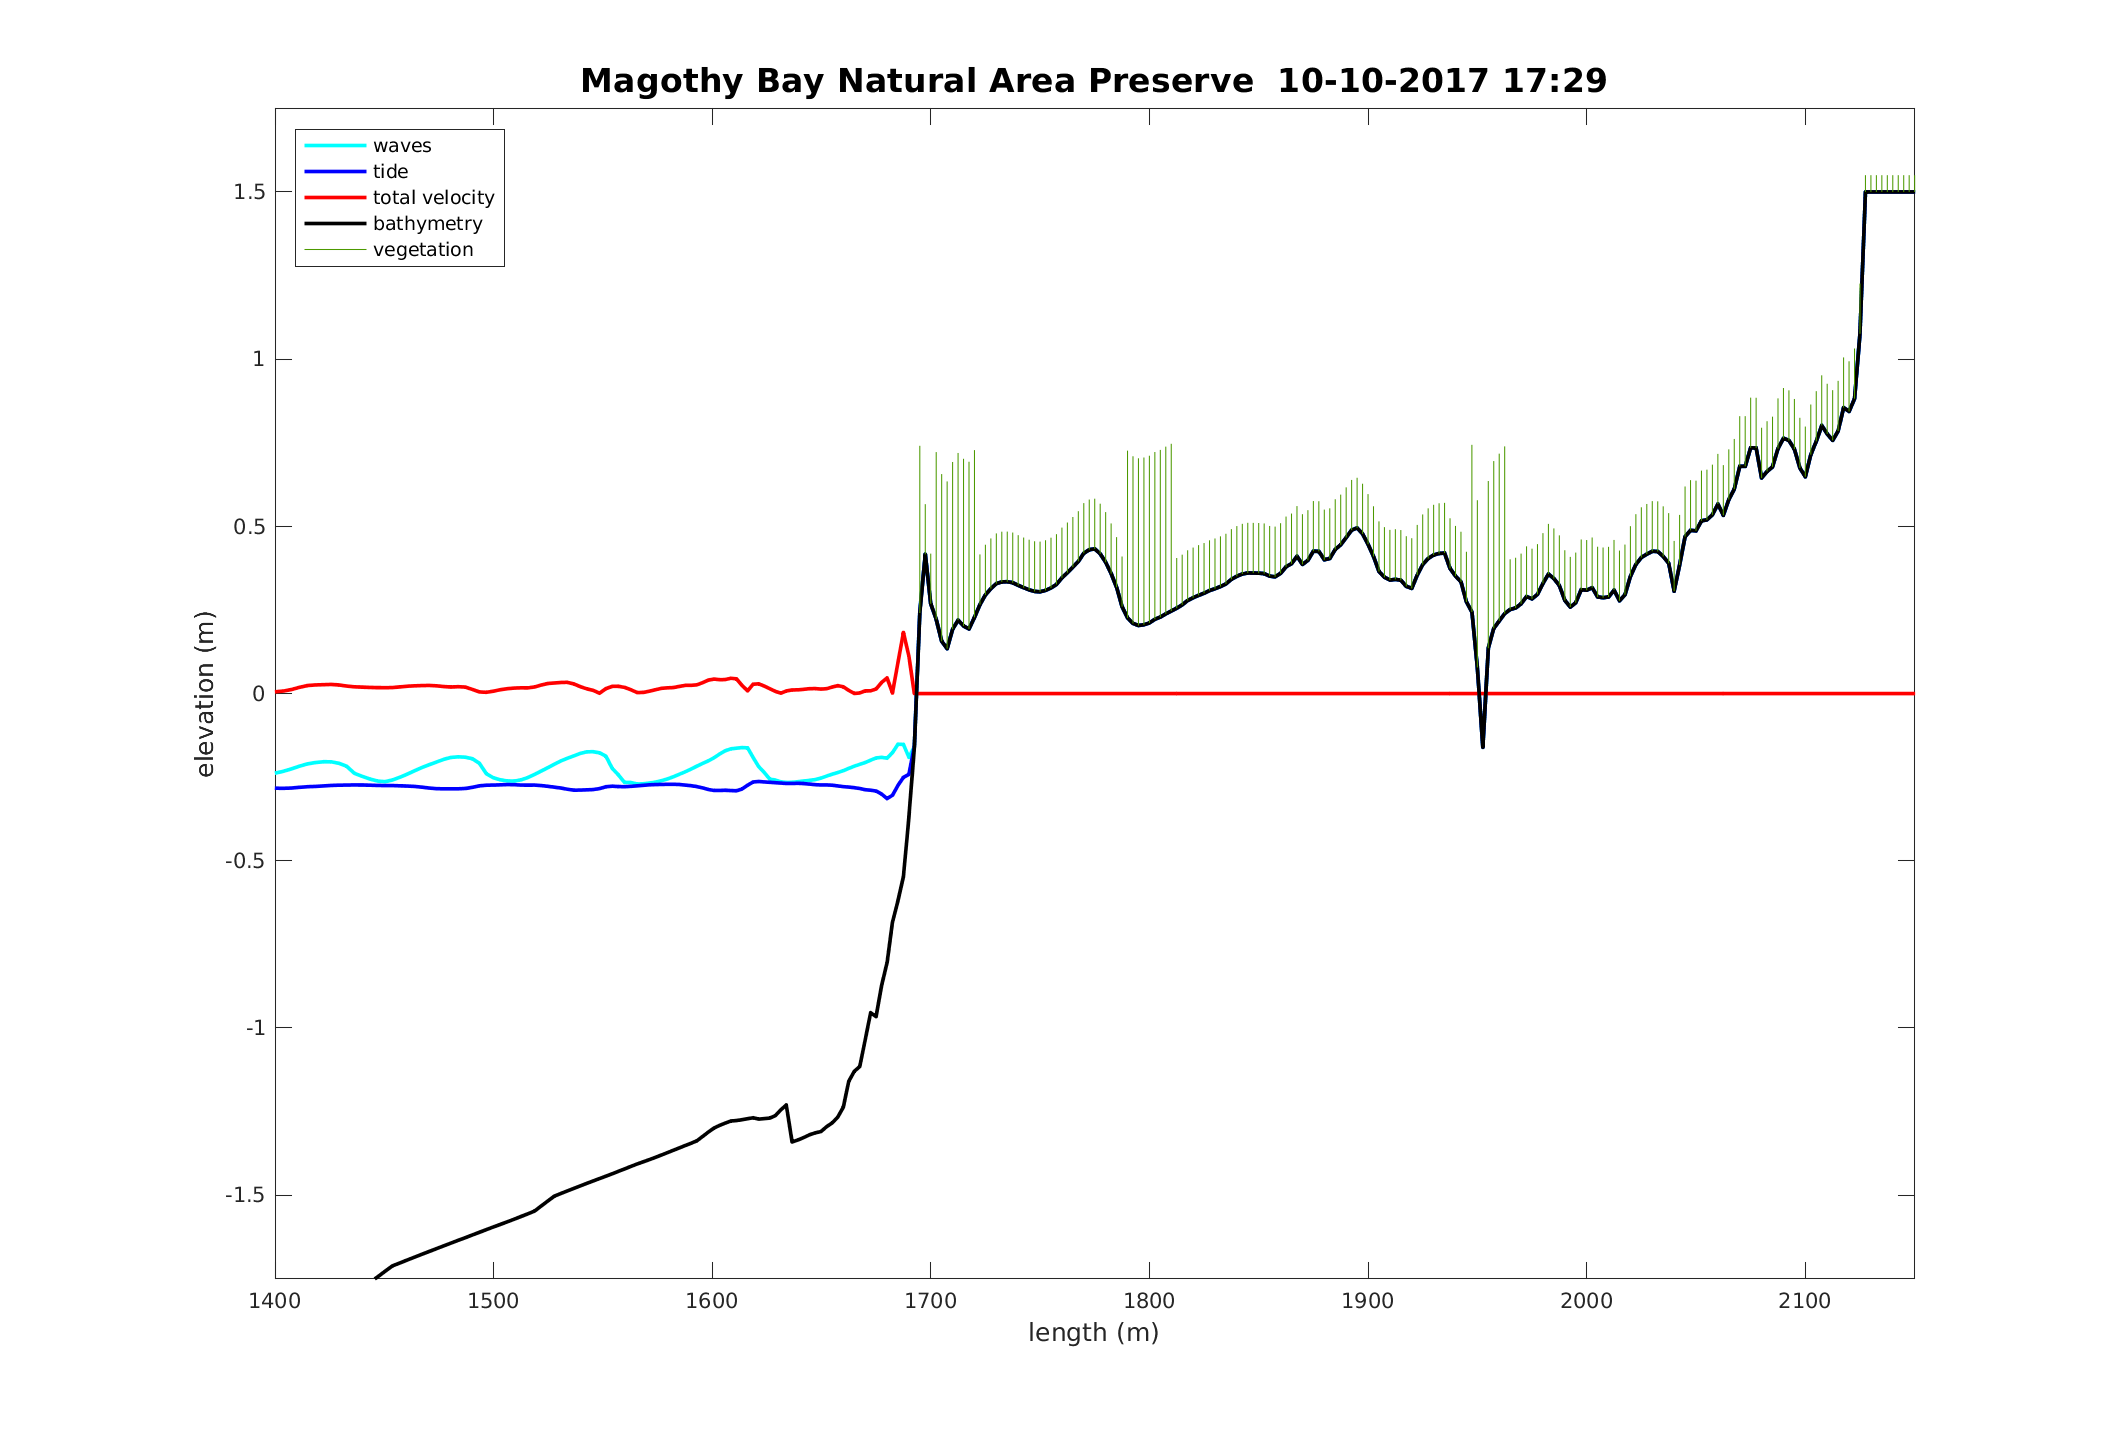 Magothy Bay Natural Area Preserve  10-10-2017 17:29
waves
tide
total velocity
bathymetry
vegetation
1.5
1
0.5
0
-0.5
-1
-1.5
elevation (m)
1400 1500 1600 1700 1800 1900 2000 2100
length (m)